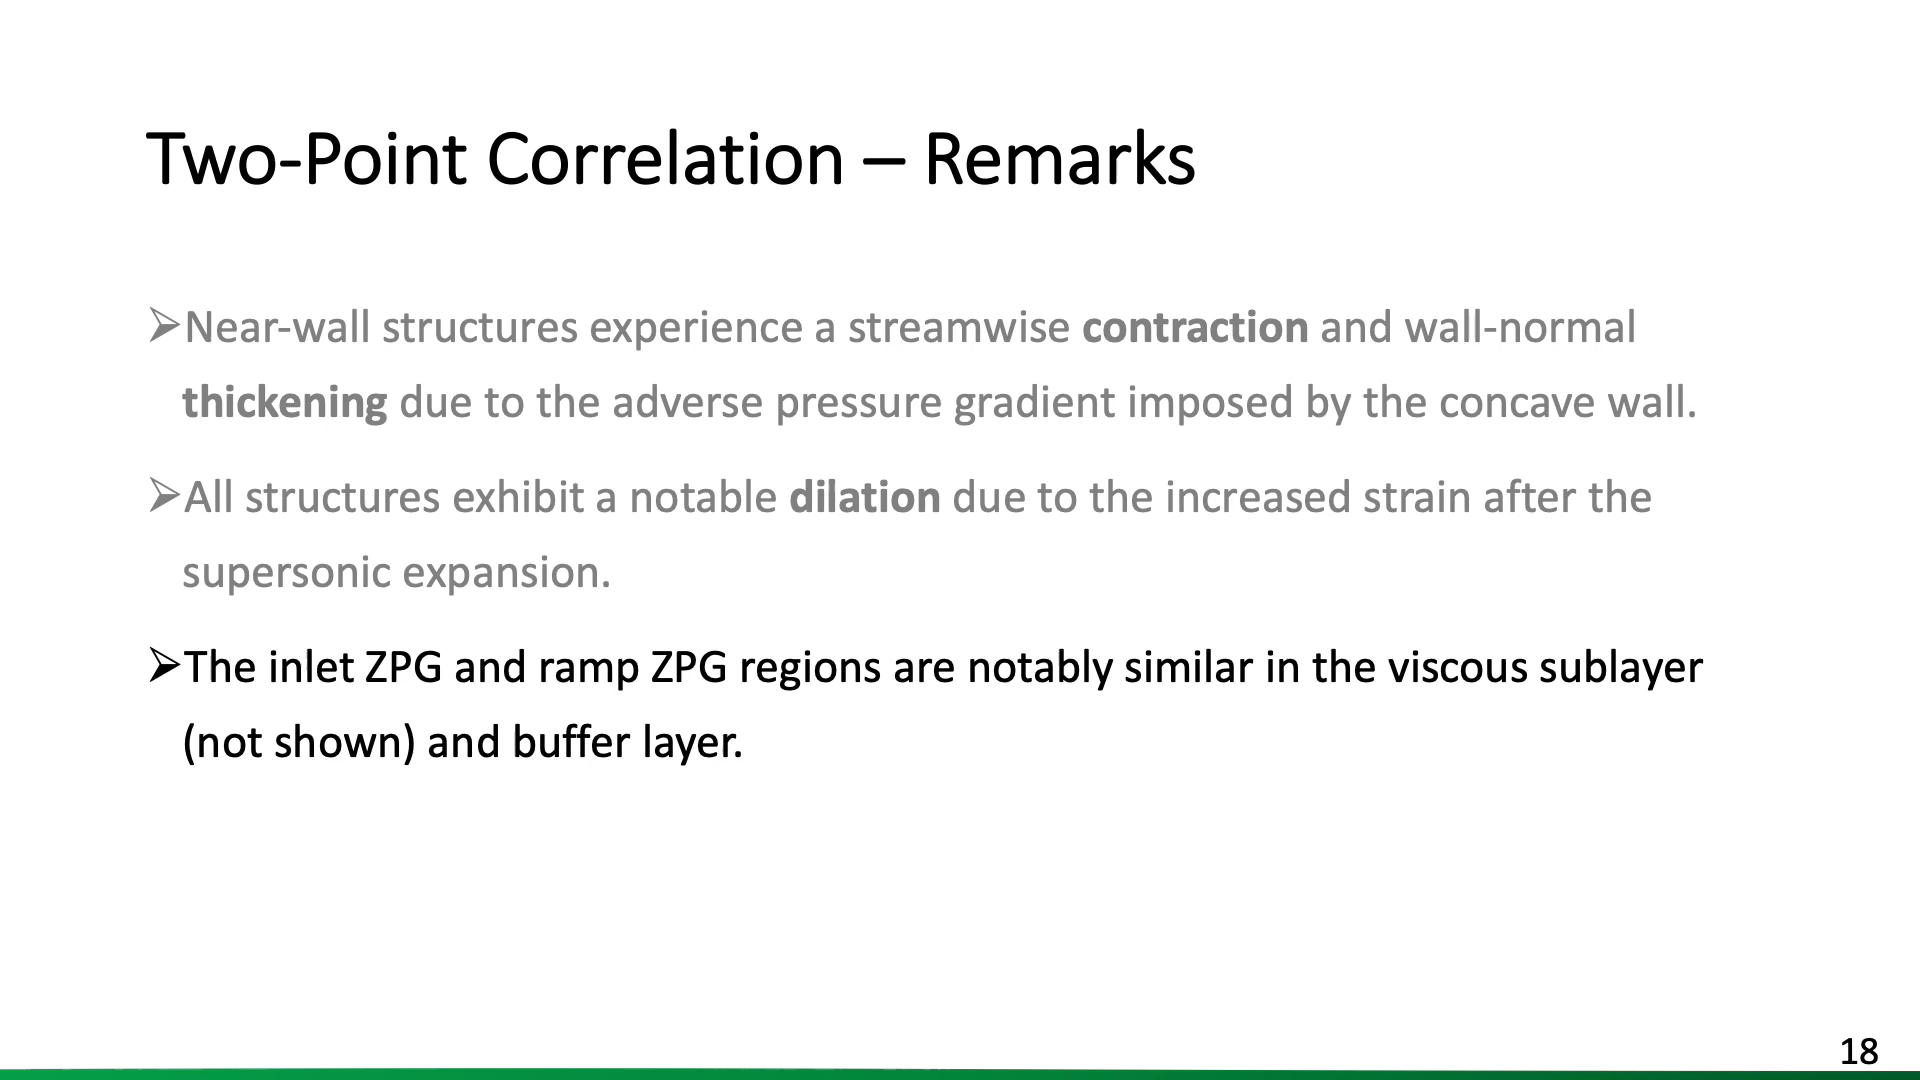 Two-Point Correlation – Remarks
➢Near-wall structures experience a streamwise contraction and wall-normal
thickening due to the adverse pressure gradient imposed by the concave wall.
➢All structures exhibit a notable dilation due to the increased strain after the
supersonic expansion.
➢The inlet ZPG and ramp ZPG regions are notably similar in the viscous sublayer
(not shown) and buffer layer.
18